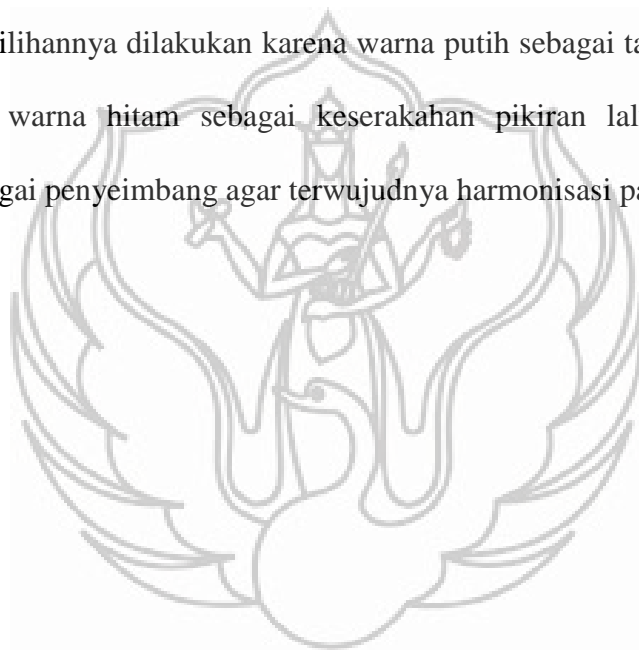 ilihannya dilakukan karena warna putih sebagai ta
warna hitam sebagai keserakahan pikiran lal
gai penyeimbang agar terwujudnya harmonisasi pa